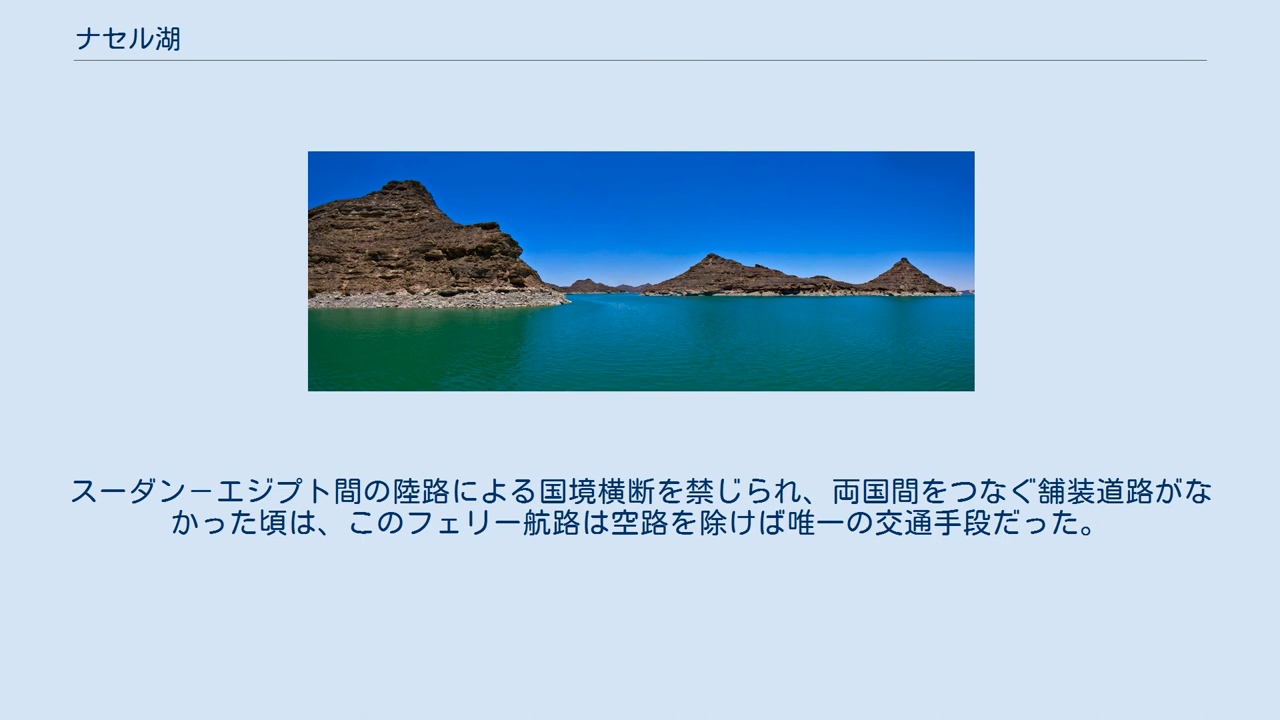 ナセル湖
スーダン－エジプト間の陸路による国境横断を禁じられ、両国間をつなぐ舗装道路がな
かった頃は、このフェリー航路は空路を除けば唯一の交通手段だった。